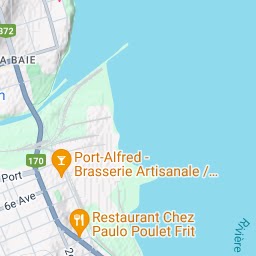 372
A BAIE
170
Port-Alfred -
Brasserie Artisanale /...
Port
6e Ave
Restaurant Chez
Paulo Poulet Frit
Rivière